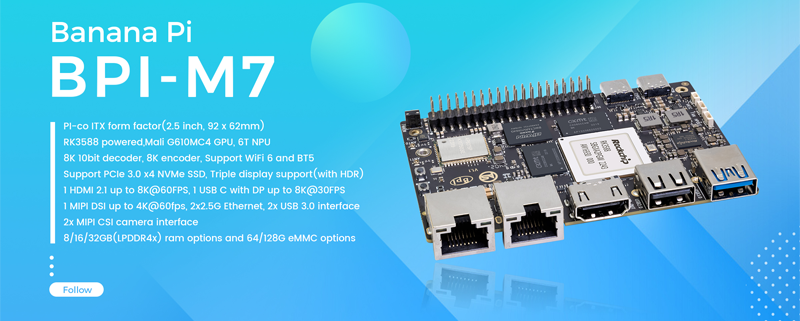 Banana Pi
BPI-M7
PI-co ITX form factor(2.5 inch, 92 x 62mm)
RK3588 powered,Mali G610MC4 GPU, 6T NPU
8K 10bit decoder, 8K encoder, Support WiFi 6 and BT5
Support PCIe 3.0 x4 NVMe SSD, Triple display support(with HDR)
1 HDMI 2.1 up to 8K@60FPS, 1 USB C with DP up to 8K@30FPS
1 MIPI DSI up to 4K@60fps, 2x2.5G Ethernet, 2x USB 3.0 interface
2x MIPI CSI camera interface
8/16/32GB(LPDDR4x) ram options and 64/128G eMMC options
Follow
Rockchip
RK3588